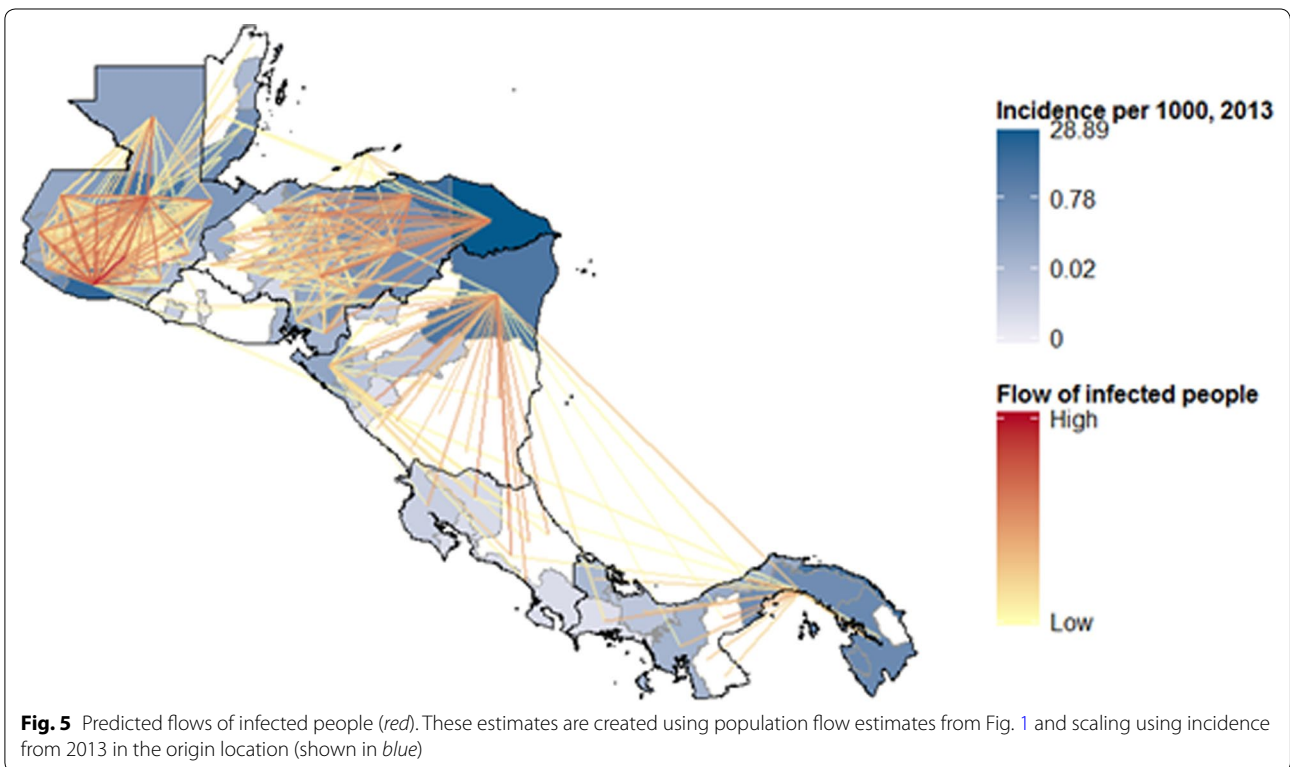 Incidence per 1000, 2013
28.89
0.78
0.02
0
Flow of infected people
High
Low
Fig. 5 Predicted flows of infected people (red). These estimates are created using population flow estimates from Fig. 1 and scaling using incidence
from 2013 in the origin location (shown in blue)